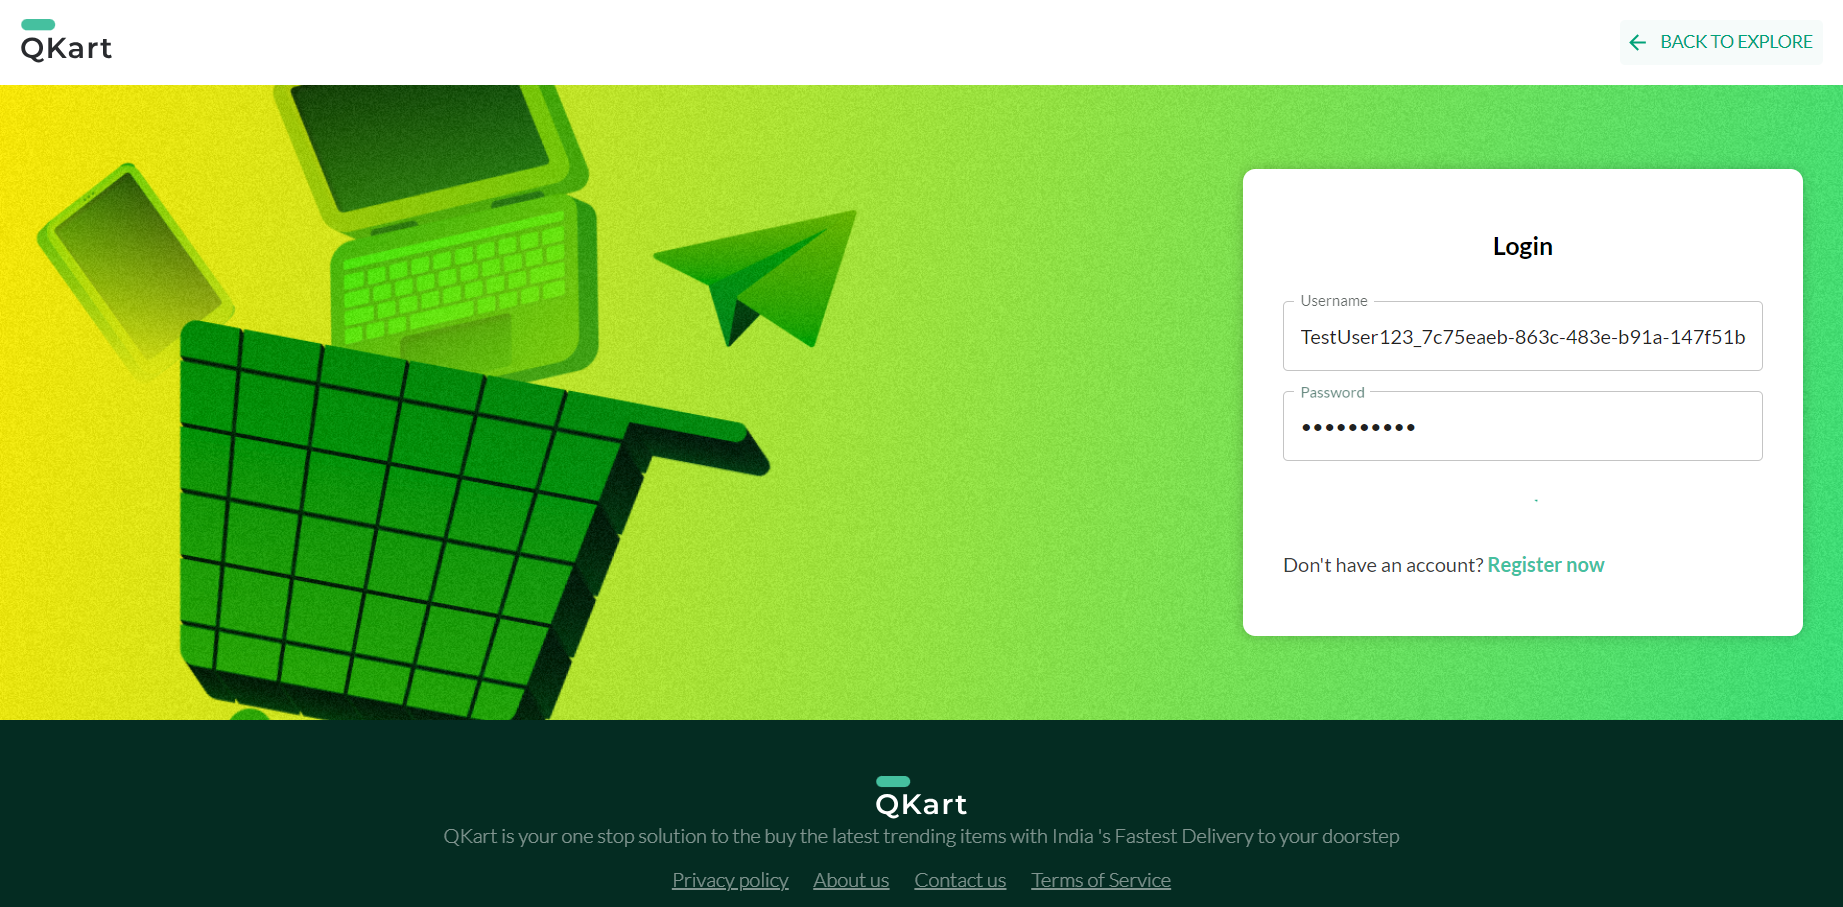 QKart
BACK TO EXPLORE
Login
Username
TestUser123_7c75eaeb-863c-483e-b91a-147f51b
Password
••••••••••
Don't have an account? Register now
QKart
QKart is your one stop solution to the buy the latest trending items with India 's Fastest Delivery to your doorstep
Privacy policy About us Contact us Terms of Service